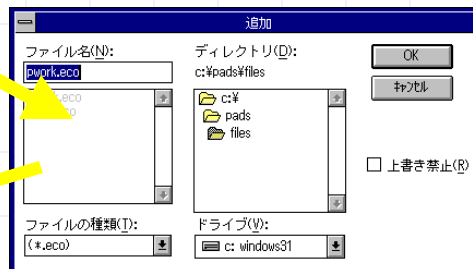 追加
ファイル名(N):
pwork.eco
ディレクトリ(D):
c:¥pads¥files
c:¥
pads
files
OK
キャンセル
上書き禁止(R)
ファイルの種類(T):
(*.eco)
ドライブ(V):
c: windows31